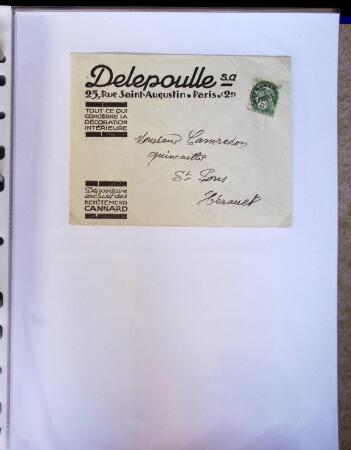 Delepoulle s.a
25, Rue Saint-Augustin. Paris. (2e)
TOUT CE QUI
CONCERNE LA
DÉCORATION
INTÉRIEURE
Monsieur Camredon
quincailler
St Pons
Hérault
Dépositaire
exclusif des
REVÊTEMENTS
CANNARD